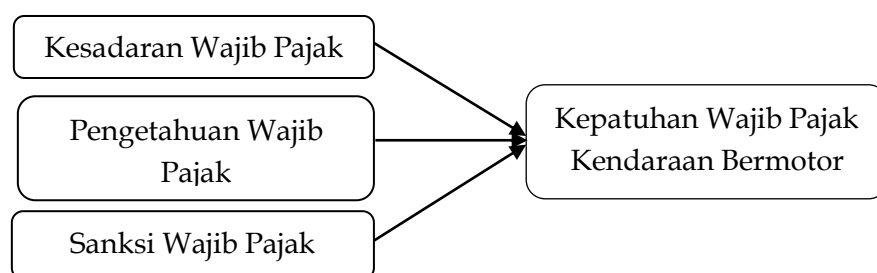 Kesadaran Wajib Pajak
Pengetahuan Wajib
Pajak
Sanksi Wajib Pajak
Kepatuhan Wajib Pajak
Kendaraan Bermotor